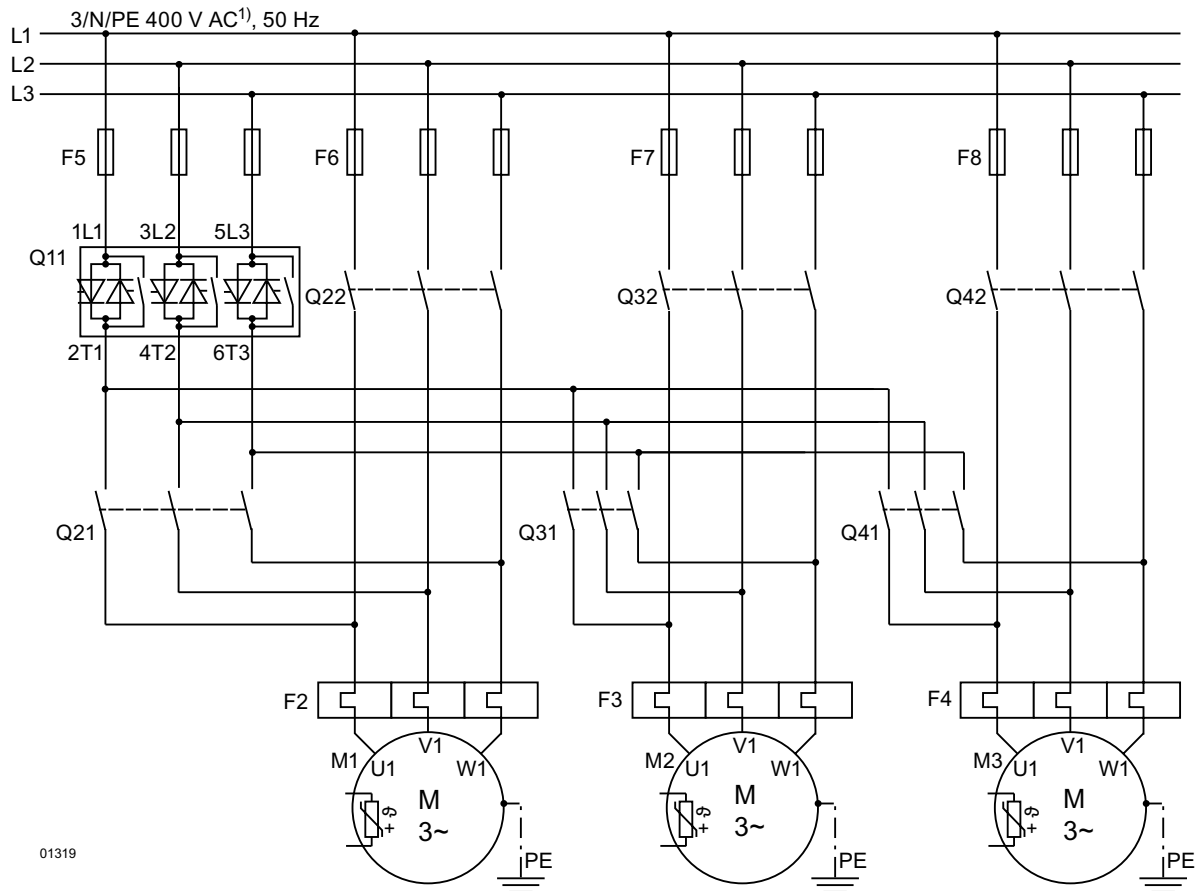 3/N/PE 400 V AC1), 50 Hz
L1
L2
L3
F5 F6 F7 F8
1L1 3L2 5L3
Q11
Q22 Q32 Q42
2T1 4T2 6T3
Q21 Q31 Q41
F2 F3 F4
M1 U1 V1 W1 M2 U1 V1 W1 M3 U1 V1 W1
M M M
3~ 3~ 3~
+ϑ +ϑ +ϑ
01319
PE PE PE